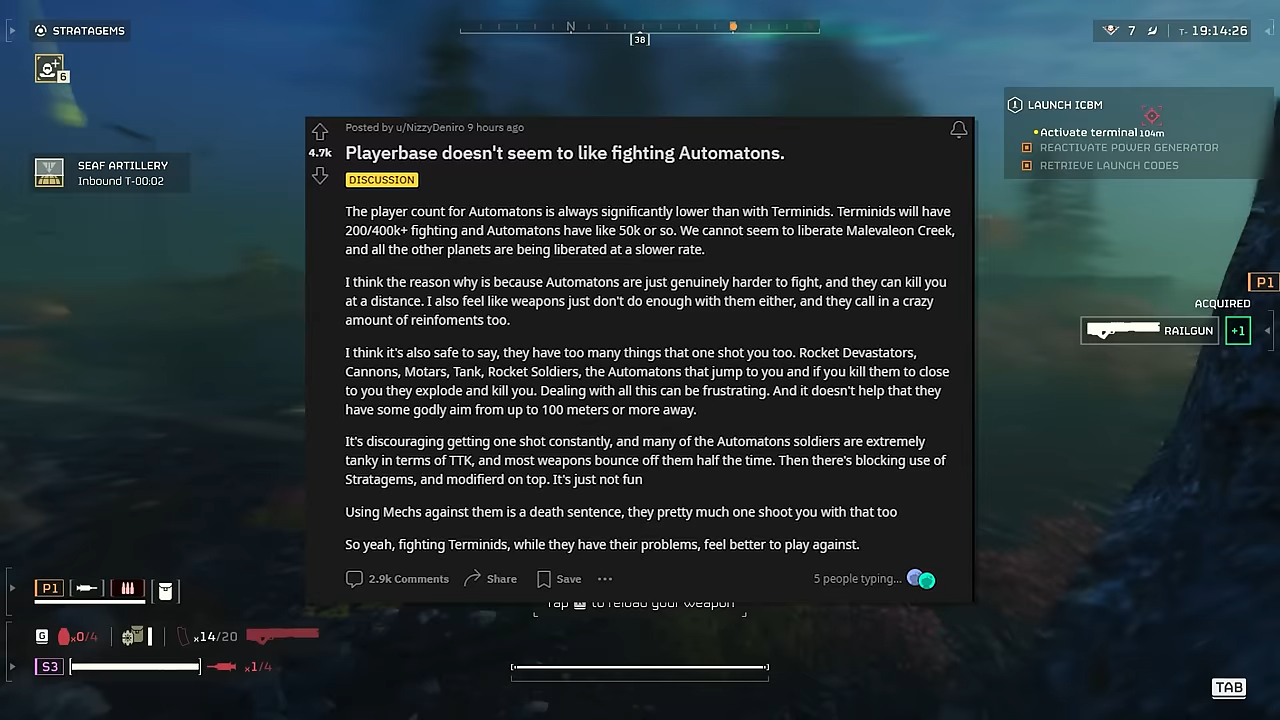 STRATAGEMS
N
38
7
T- 19:14:26
6
LAUNCH ICBM
Activate terminal 104m
REACTIVATE POWER GENERATOR
RETRIEVE LAUNCH CODES
SEAF ARTILLERY
Inbound T-00:02
Posted by u/NizzyDeniro 9 hours ago
4.7k
Playerbase doesn't seem to like fighting Automatons.
DISCUSSION
The player count for Automatons is always significantly lower than with Terminids. Terminids will have
200/400k+ fighting and Automatons have like 50k or so. We cannot seem to liberate Malevaleon Creek,
and all the other planets are being liberated at a slower rate.
I think the reason why is because Automatons are just genuinely harder to fight, and they can kill you
at a distance. I also feel like weapons just don't do enough with them either, and they call in a crazy
amount of reinfoments too.
I think it's also safe to say, they have too many things that one shot you too. Rocket Devastators,
Cannons, Motars, Tank, Rocket Soldiers, the Automatons that jump to you and if you kill them to close
to you they explode and kill you. Dealing with all this can be frustrating. And it doesn't help that they
have some godly aim from up to 100 meters or more away.
It's discouraging getting one shot constantly, and many of the Automatons soldiers are extremely
tanky in terms of TTK, and most weapons bounce off them half the time. Then there's blocking use of
Stratagems, and modifierd on top. It's just not fun
Using Mechs against them is a death sentence, they pretty much one shoot you with that too
So yeah, fighting Terminids, while they have their problems, feel better to play against.
2.9k Comments
Share
Save
5 people typing...
P1
ACQUIRED
RAILGUN
+1
Tap
to reload your weapon
P1
G
x0/4
x14/20
S3
x1/4
TAB